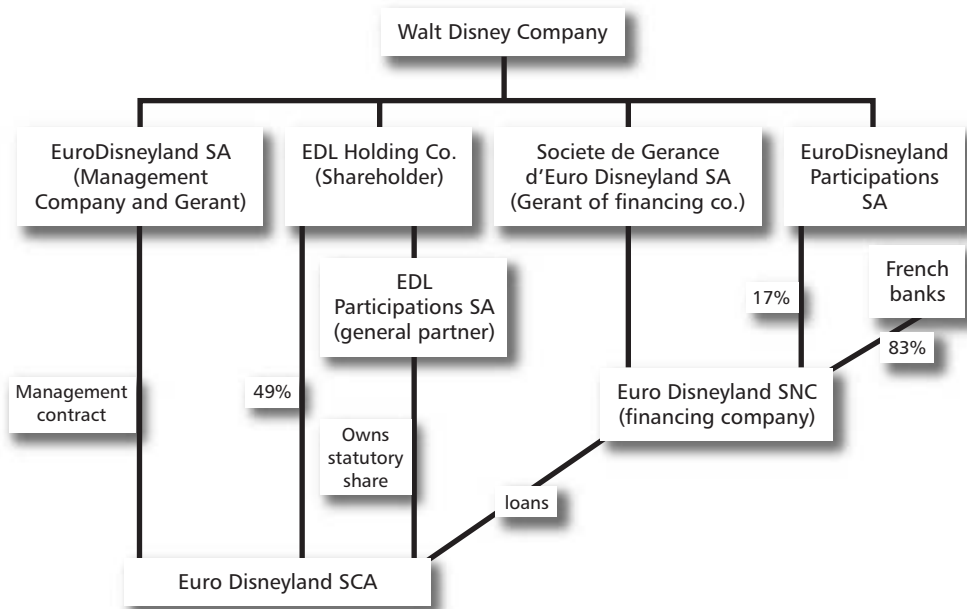 Walt Disney Company
EuroDisneyland SA
(Management
Company and Gerant)
EDL Holding Co.
(Shareholder)
Societe de Gerance
d'Euro Disneyland SA
(Gerant of financing co.)
EuroDisneyland
Participations
SA
EDL
Participations SA
(general partner)
17%
French
banks
83%
Management
contract
49%
Euro Disneyland SNC
(financing company)
Owns
statutory
share
loans
Euro Disneyland SCA